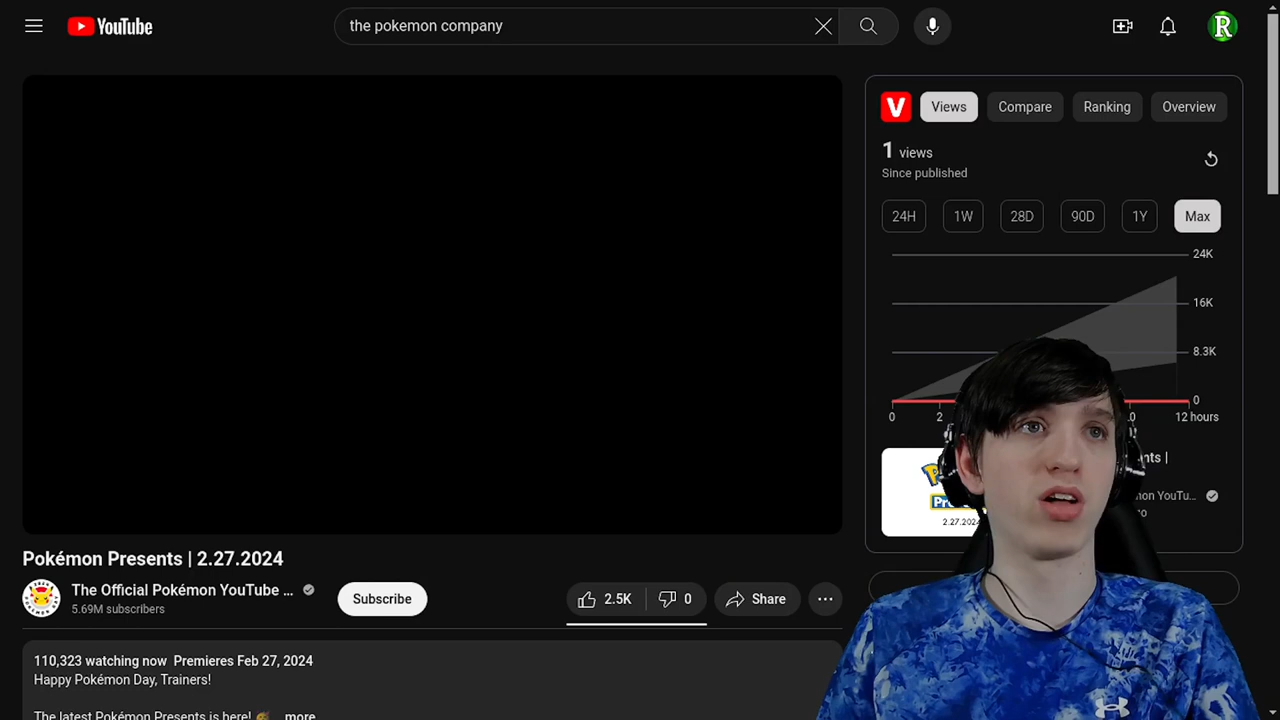 YouTube
the pokemon company
R
V
Views
Compare
Ranking
Overview
1 views
Since published
24H
1W
28D
90D
1Y
Max
24K
16K
8.3K
0
0
2
12 hours
nts |
on YouTu...
2.27.2024
Pokémon Presents | 2.27.2024
The Official Pokémon YouTube ...
5.69M subscribers
Subscribe
2.5K
0
Share
110,323 watching now Premieres Feb 27, 2024
Happy Pokémon Day, Trainers!
The latest Pokémon Presents is here! ...more